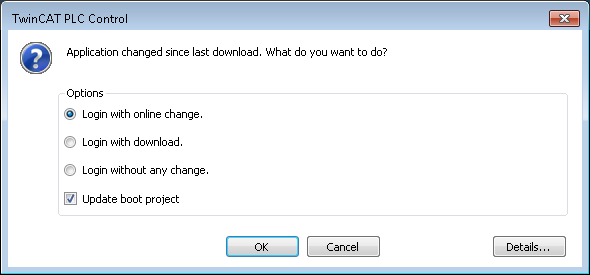 TwinCAT PLC Control
Application changed since last download. What do you want to do?
Options
Login with online change.
Login with download.
Login without any change.
Update boot project
OK
Cancel
Details...